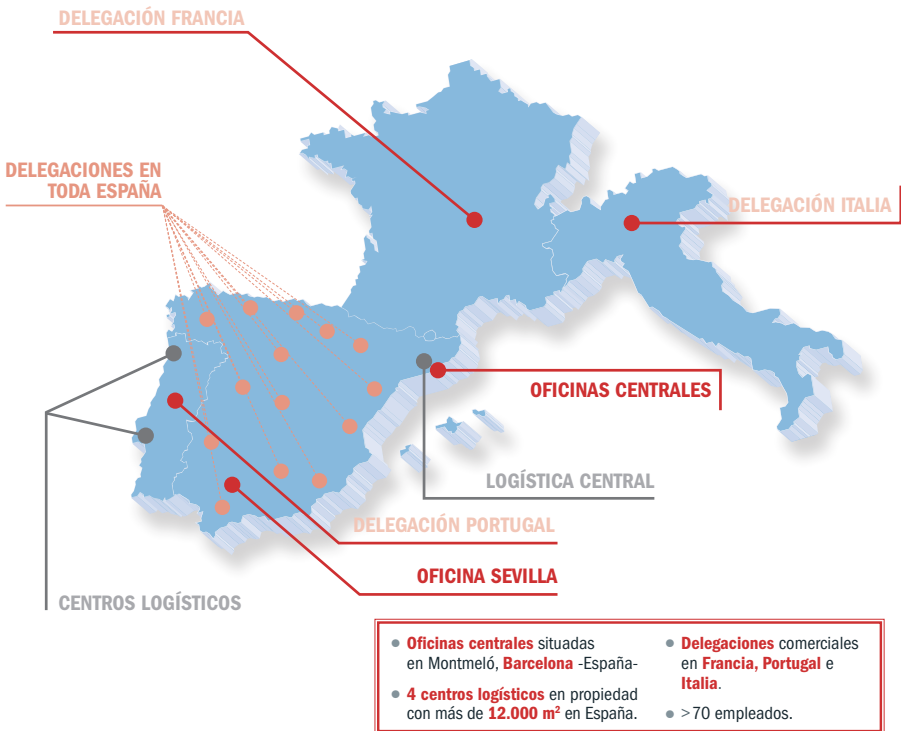 DELEGACIÓN FRANCIA
DELEGACIONES EN
TODA ESPAÑA
DELEGACIÓN ITALIA
OFICINAS CENTRALES
LOGÍSTICA CENTRAL
DELEGACIÓN PORTUGAL
OFICINA SEVILLA
CENTROS LOGÍSTICOS
Oficinas centrales situadas
en Montmeló, Barcelona -España-
4 centros logísticos en propiedad
con más de 12.000 m² en España.
Delegaciones comerciales
en Francia, Portugal e
Italia.
>70 empleados.